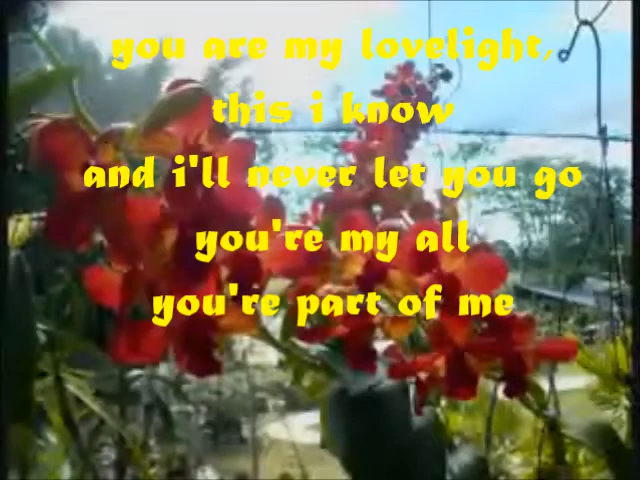 you are my lovelight,
this i know
and i'll never let you go
you're my all
you're part of me